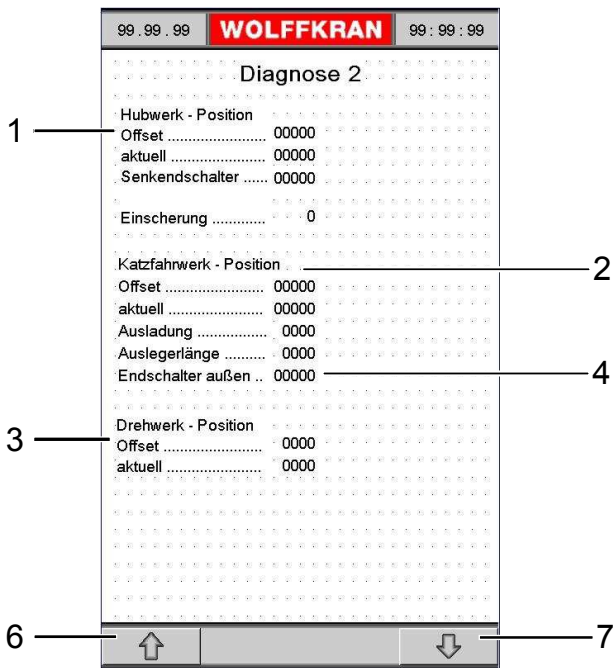 99.99.99 WOLFFKRAN 99:99:99
Diagnose 2
Hubwerk - Position
1
Offset ....................... 00000
aktuell ...................... 00000
Senkendschalter ...... 00000
Einscherung ............. 0
Katzfahrwerk - Position
2
Offset ....................... 00000
aktuell ...................... 00000
Ausladung ................ 0000
Auslegerlänge ......... 0000
Endschalter außen .. 00000
4
Drehwerk - Position
3
Offset ....................... 0000
aktuell ...................... 0000
6
7